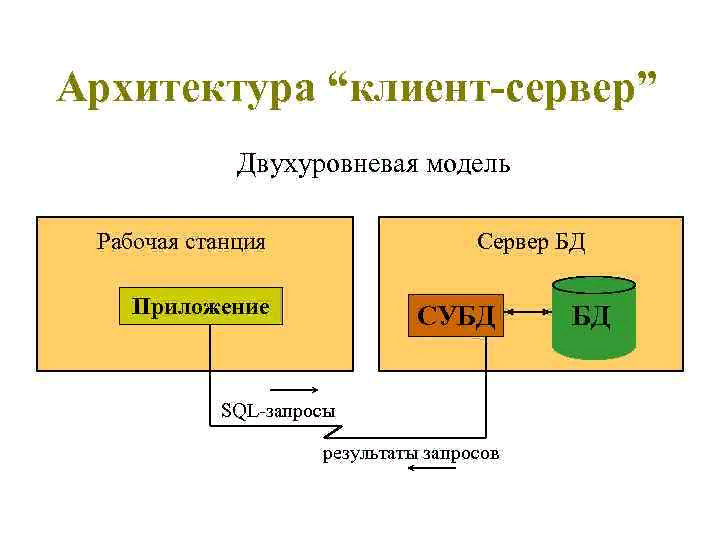 Архитектура “клиент-сервер”
Двухуровневая модель
Рабочая станция
Сервер БД
Приложение
СУБД
БД
SQL-запросы
результаты запросов